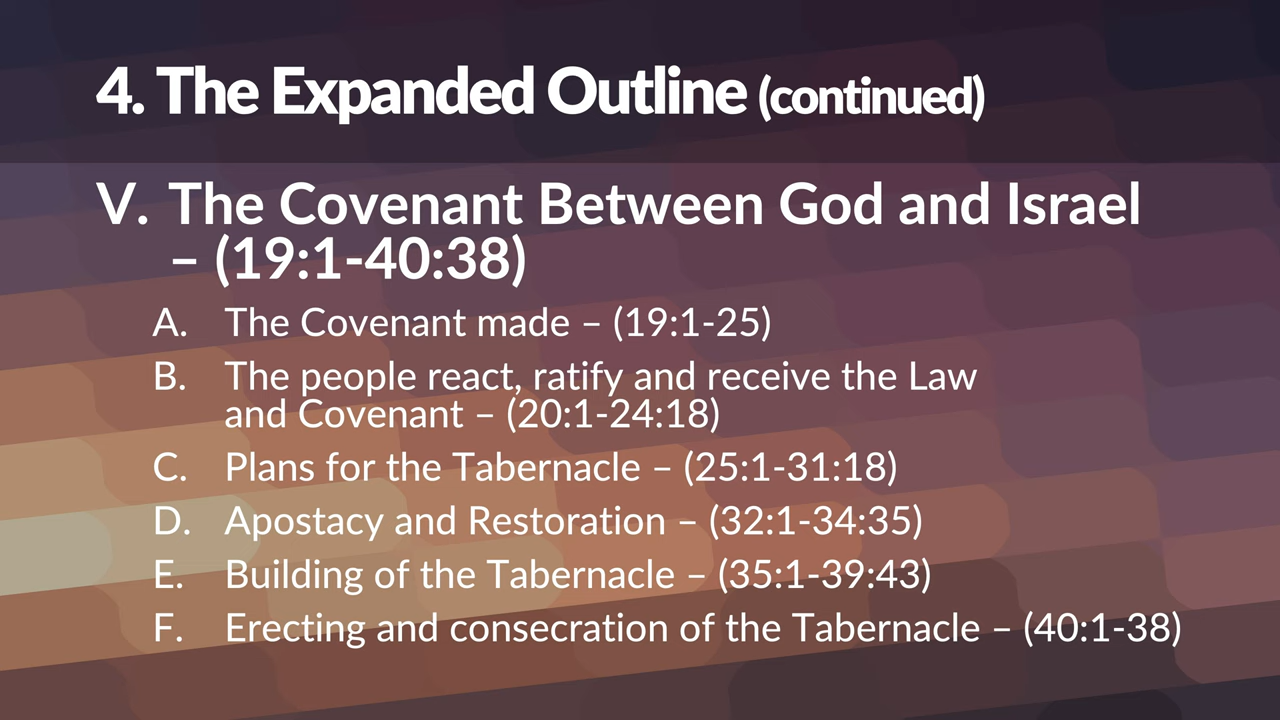 4. The Expanded Outline (continued)
V. The Covenant Between God and Israel
– (19:1-40:38)
A. The Covenant made – (19:1-25)
B. The people react, ratify and receive the Law
and Covenant – (20:1-24:18)
C. Plans for the Tabernacle – (25:1-31:18)
D. Apostacy and Restoration – (32:1-34:35)
E. Building of the Tabernacle – (35:1-39:43)
F. Erecting and consecration of the Tabernacle – (40:1-38)